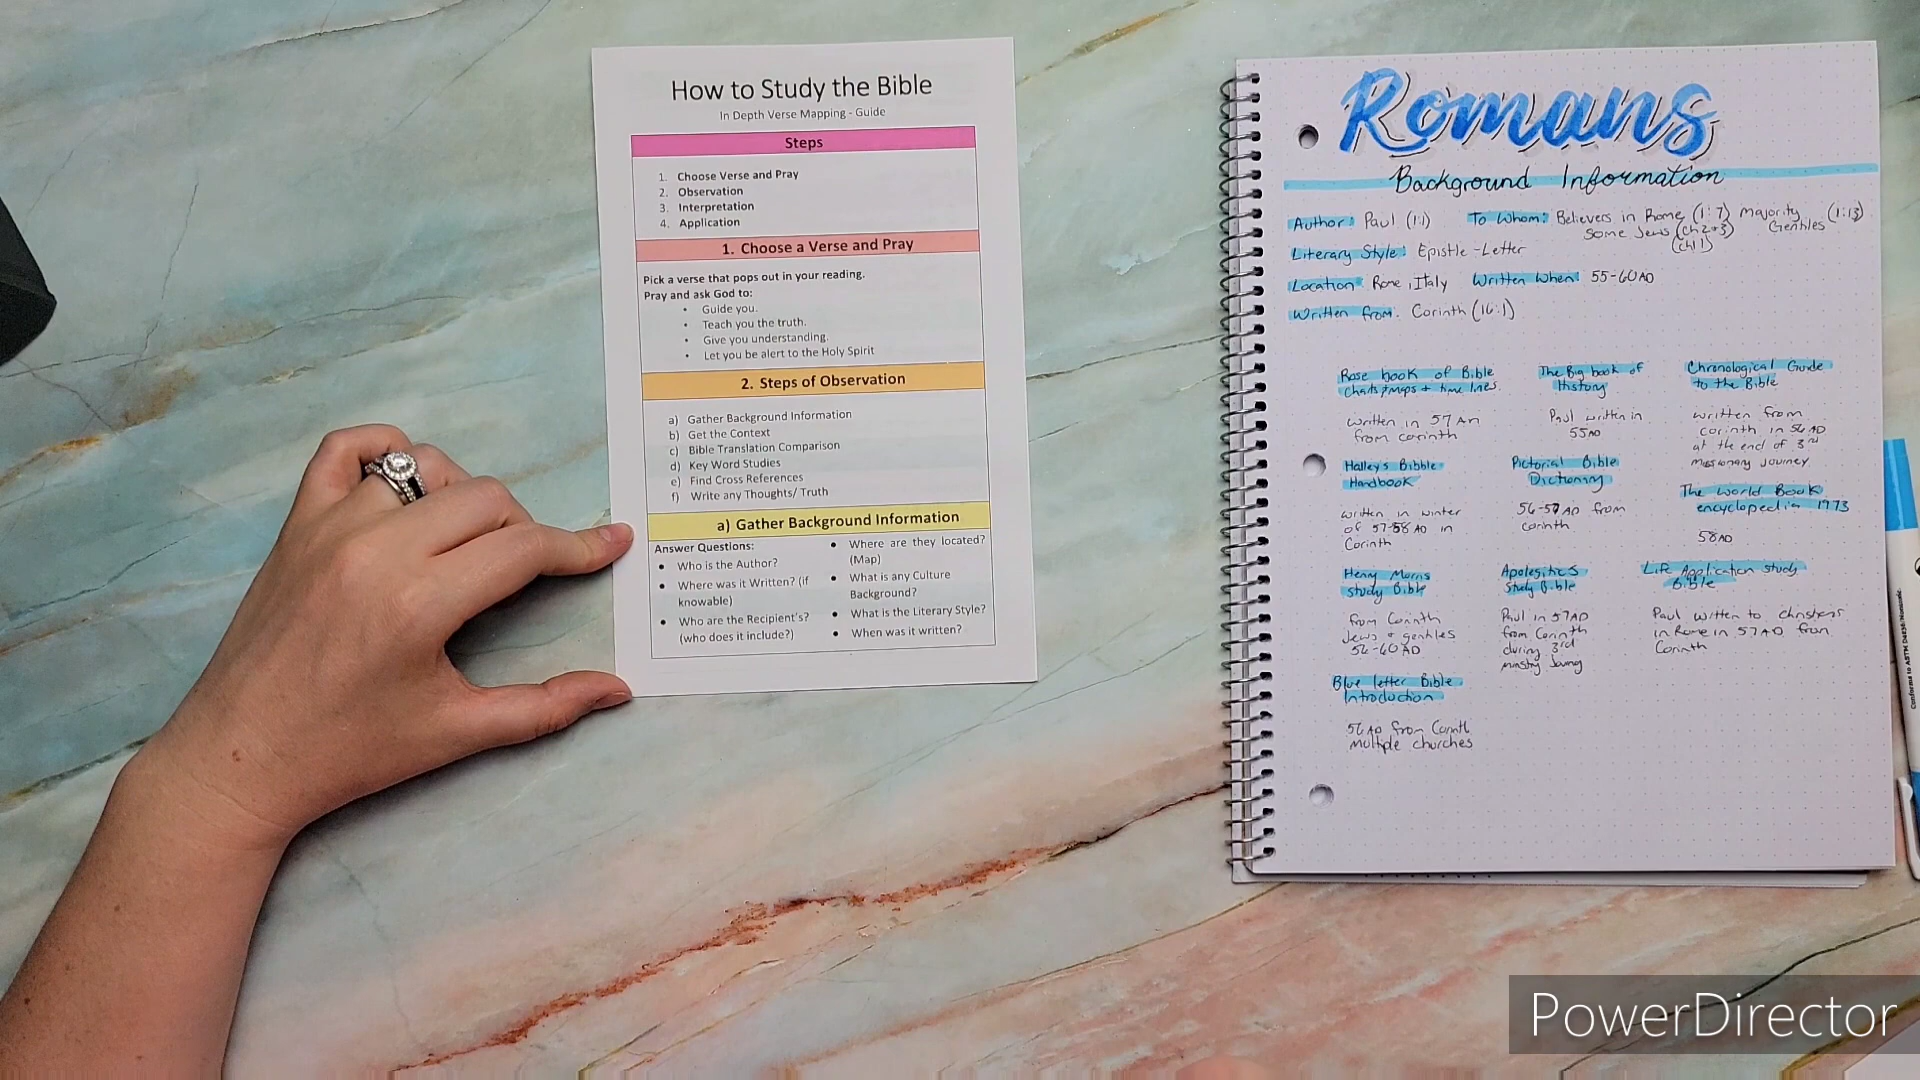 How to Study the Bible
In Depth Verse Mapping - Guide
Steps
1. Choose Verse and Pray
2. Observation
3. Interpretation
4. Application
1. Choose a Verse and Pray
Pick a verse that pops out in your reading.
Pray and ask God to:
• Guide you.
• Teach you the truth.
• Give you understanding.
• Let you be alert to the Holy Spirit
2. Steps of Observation
a) Gather Background Information
b) Get the Context
c) Bible Translation Comparison
d) Key Word Studies
e) Find Cross References
f) Write any Thoughts/ Truth
a) Gather Background Information
Answer Questions:
• Who is the Author?
• Where was it Written? (if
knowable)
• Who are the Recipient's?
(who does it include?)
• Where are they located?
(Map)
• What is any Culture
Background?
• What is the Literary Style?
• When was it written?
Romans
Background Information
Author: Paul (1:1) To Whom: Believers in Rome (1:7) Majority (1:13)
Some Jews (ch 2+3) Gentiles
(ch11)
Literary Style: Epistle - Letter
Location: Rome, Italy Written When: 55-60 AD
Written from: Corinth (16:1)
Rose book of Bible
Charts, maps + time lines.
written in 57 AD
from corinth
The Big book of
History
Paul written in
55 AD
Chronological Guide
to the Bible
written from
corinth in 56 AD
at the end of 3rd
missionary journey
Halley's Bibble
Handbook
written in winter
of 57-58 AD in
Corinth
Pictorial Bible
Dictionary
56-57 AD from
corinth
The world Book
encyclopedia 1973
58 AD
Henry Morris
study Bible
from Corinth
Jews + gentiles
56-60 AD
Apologitics
Study Bible
Paul in 57 AD
from Corinth
during 3rd
Life Application study
Bible
Paul written to christians
in Rome in 57 AD from
Corinth
Blue letter Bible
Introduction
56 AD from
multiple churches
Conforms to ASTM D4236
PowerDirector